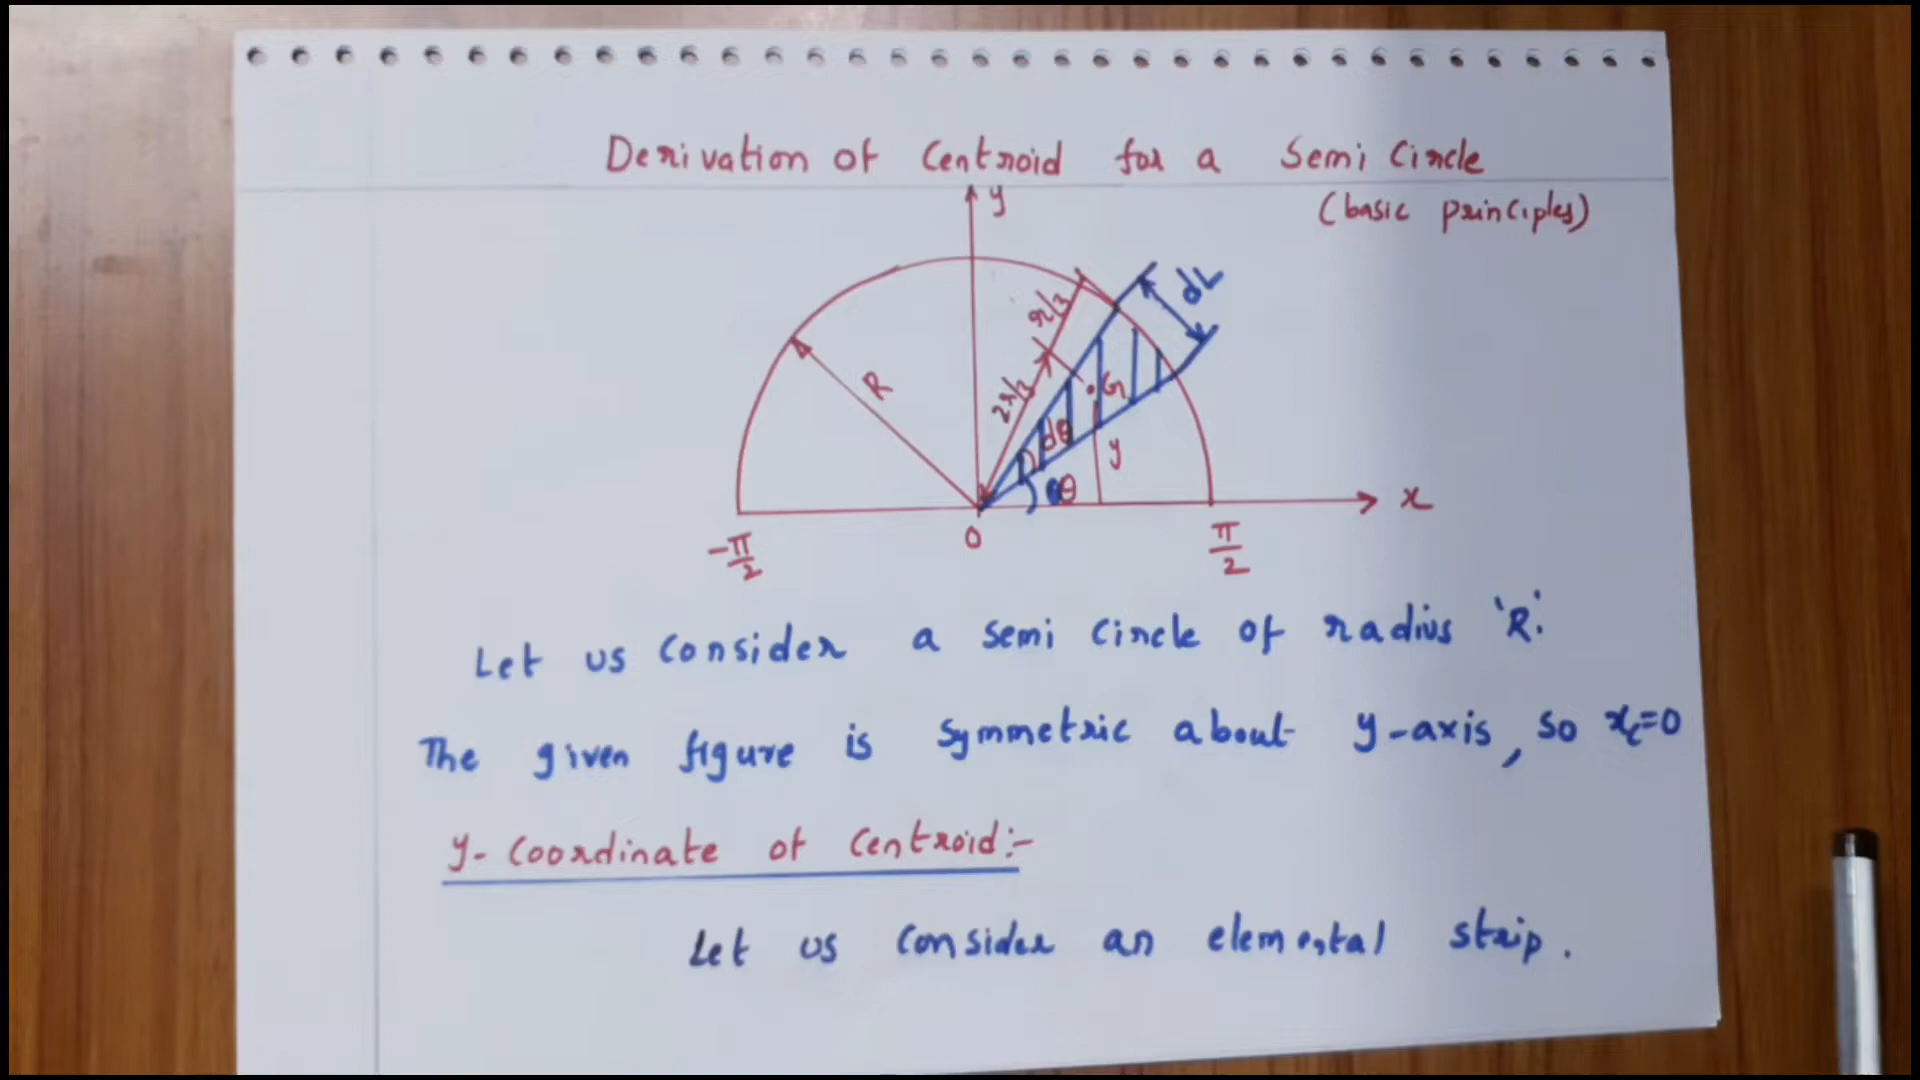 Derivation of Centroid for a Semi Circle
(basic principles)
y
dL
r/3
R
2r/3
G
dθ
y
θ
x
0
-π/2
π/2
Let us consider a semi circle of radius 'R'.
The given figure is symmetric about y-axis, so x_c=0
y- Coordinate of Centroid:-
Let us consider an elemental strip.